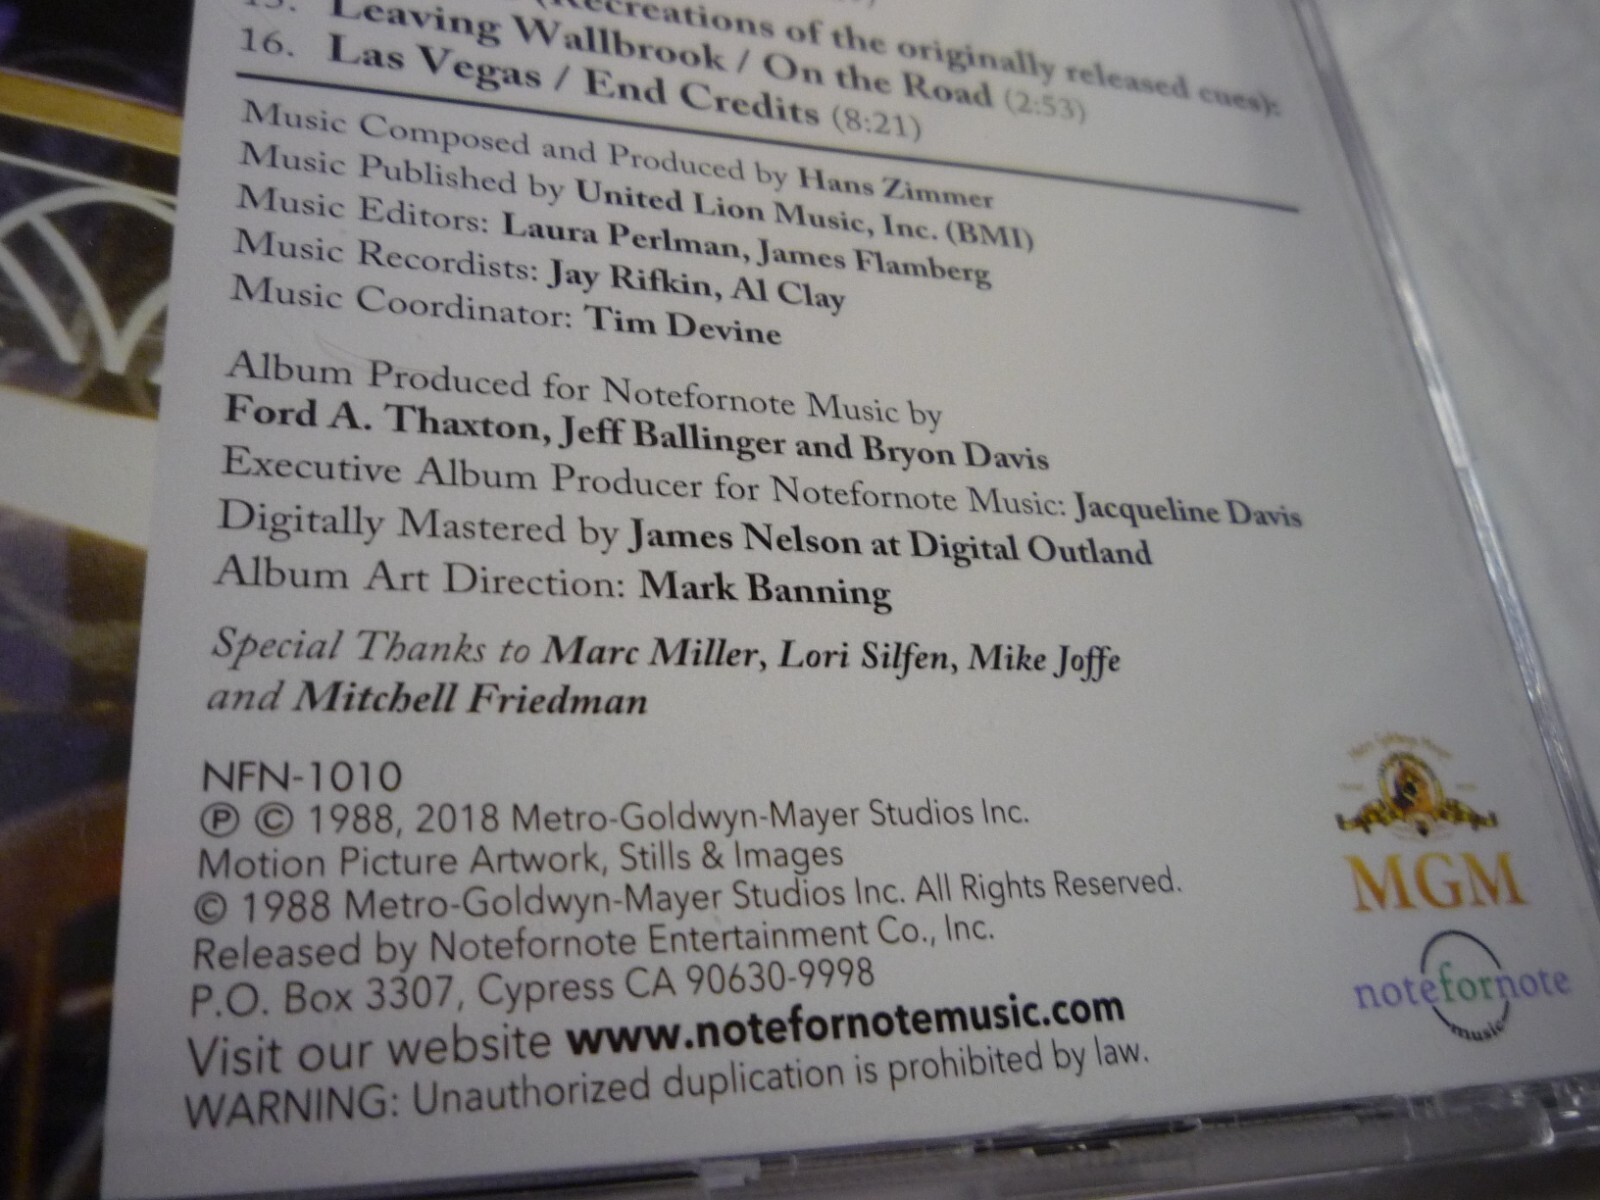 (Recreations of the originally released cues):
15. Leaving Wallbrook / On the Road (2:53)
16. Las Vegas / End Credits (8:21)
Music Composed and Produced by Hans Zimmer
Music Published by United Lion Music, Inc. (BMI)
Music Editors: Laura Perlman, James Flamberg
Music Recordists: Jay Rifkin, Al Clay
Music Coordinator: Tim Devine
Album Produced for Notefornote Music by
Ford A. Thaxton, Jeff Ballinger and Bryon Davis
Executive Album Producer for Notefornote Music: Jacqueline Davis
Digitally Mastered by James Nelson at Digital Outland
Album Art Direction: Mark Banning
Special Thanks to Marc Miller, Lori Silfen, Mike Joffe
and Mitchell Friedman
NFN-1010
℗ © 1988, 2018 Metro-Goldwyn-Mayer Studios Inc.
Motion Picture Artwork, Stills & Images
© 1988 Metro-Goldwyn-Mayer Studios Inc. All Rights Reserved.
Released by Notefornote Entertainment Co., Inc.
P.O. Box 3307, Cypress CA 90630-9998
Visit our website www.notefornotemusic.com
WARNING: Unauthorized duplication is prohibited by law.
MGM
notefornote
music